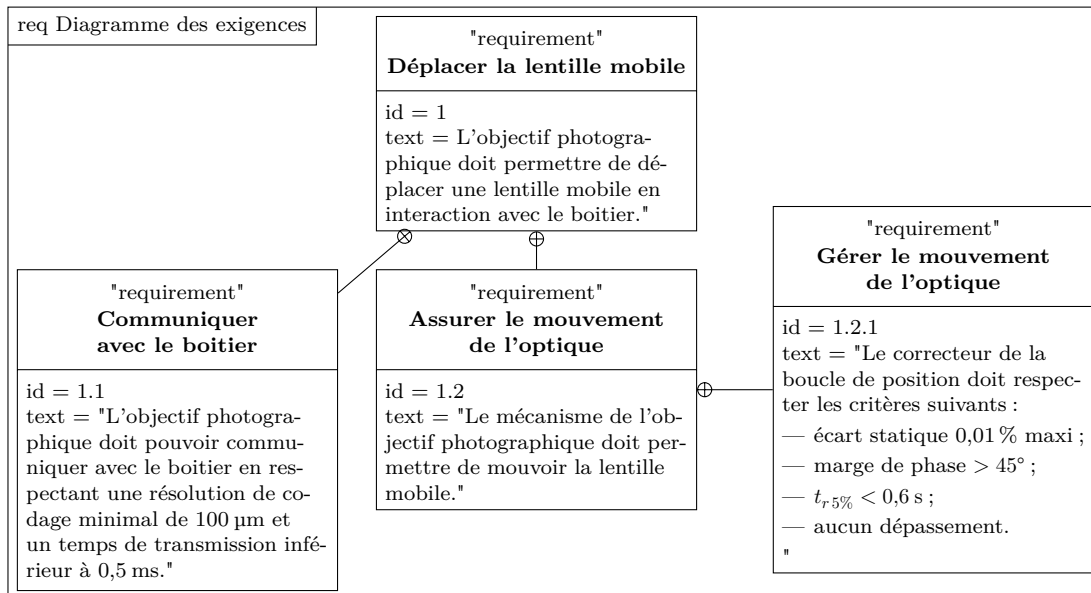 req Diagramme des exigences
"requirement"
Déplacer la lentille mobile
id = 1
text = L'objectif photogra-
phique doit permettre de dé-
placer une lentille mobile en
interaction avec le boitier."
"requirement"
Communiquer
avec le boitier
id = 1.1
text = "L'objectif photogra-
phique doit pouvoir commu-
niquer avec le boitier en res-
pectant une résolution de co-
dage minimal de 100 µm et
un temps de transmission infé-
rieur à 0,5 ms."
"requirement"
Assurer le mouvement
de l'optique
id = 1.2
text = "Le mécanisme de l'ob-
jectif photographique doit per-
mettre de mouvoir la lentille
mobile."
"requirement"
Gérer le mouvement
de l'optique
id = 1.2.1
text = "Le correcteur de la
boucle de position doit respec-
ter les critères suivants :
— écart statique 0,01 % maxi ;
— marge de phase > 45° ;
— tr 5% < 0,6 s ;
— aucun dépassement.
"